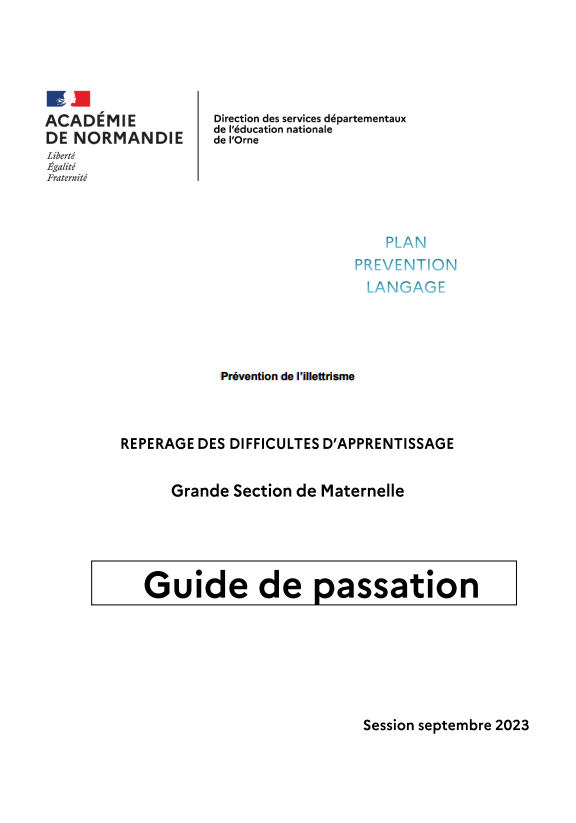 ACADÉMIE
DE NORMANDIE
Liberté
Égalité
Fraternité
Direction des services départementaux
de l'éducation nationale
de l'Orne
PLAN
PREVENTION
LANGAGE
Prévention de l'illettrisme
REPERAGE DES DIFFICULTES D'APPRENTISSAGE
Grande Section de Maternelle
Guide de passation
Session septembre 2023